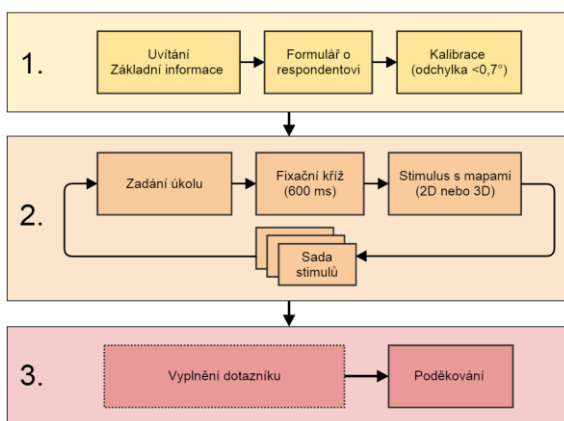 1.
Uvítání
Základní informace
Formulář o
respondentovi
Kalibrace
(odchylka <0,7°)
2.
Zadání úkolu
Fixační kříž
(600 ms)
Stimulus s mapami
(2D nebo 3D)
Sada
stimulů
3.
Vyplnění dotazníku
Poděkování